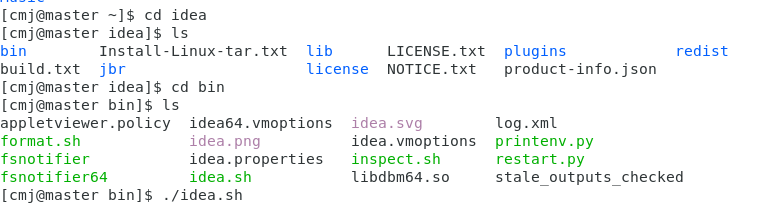 Music
[cmj@master ~]$ cd idea
[cmj@master idea]$ ls
bin        Install-Linux-tar.txt  lib      LICENSE.txt  plugins            redist
build.txt  jbr                    license  NOTICE.txt   product-info.json
[cmj@master idea]$ cd bin
[cmj@master bin]$ ls
appletviewer.policy  idea64.vmoptions  idea.svg        log.xml
format.sh            idea.png          idea.vmoptions  printenv.py
fsnotifier           idea.properties   inspect.sh      restart.py
fsnotifier64         idea.sh           libdbm64.so     stale_outputs_checked
[cmj@master bin]$ ./idea.sh